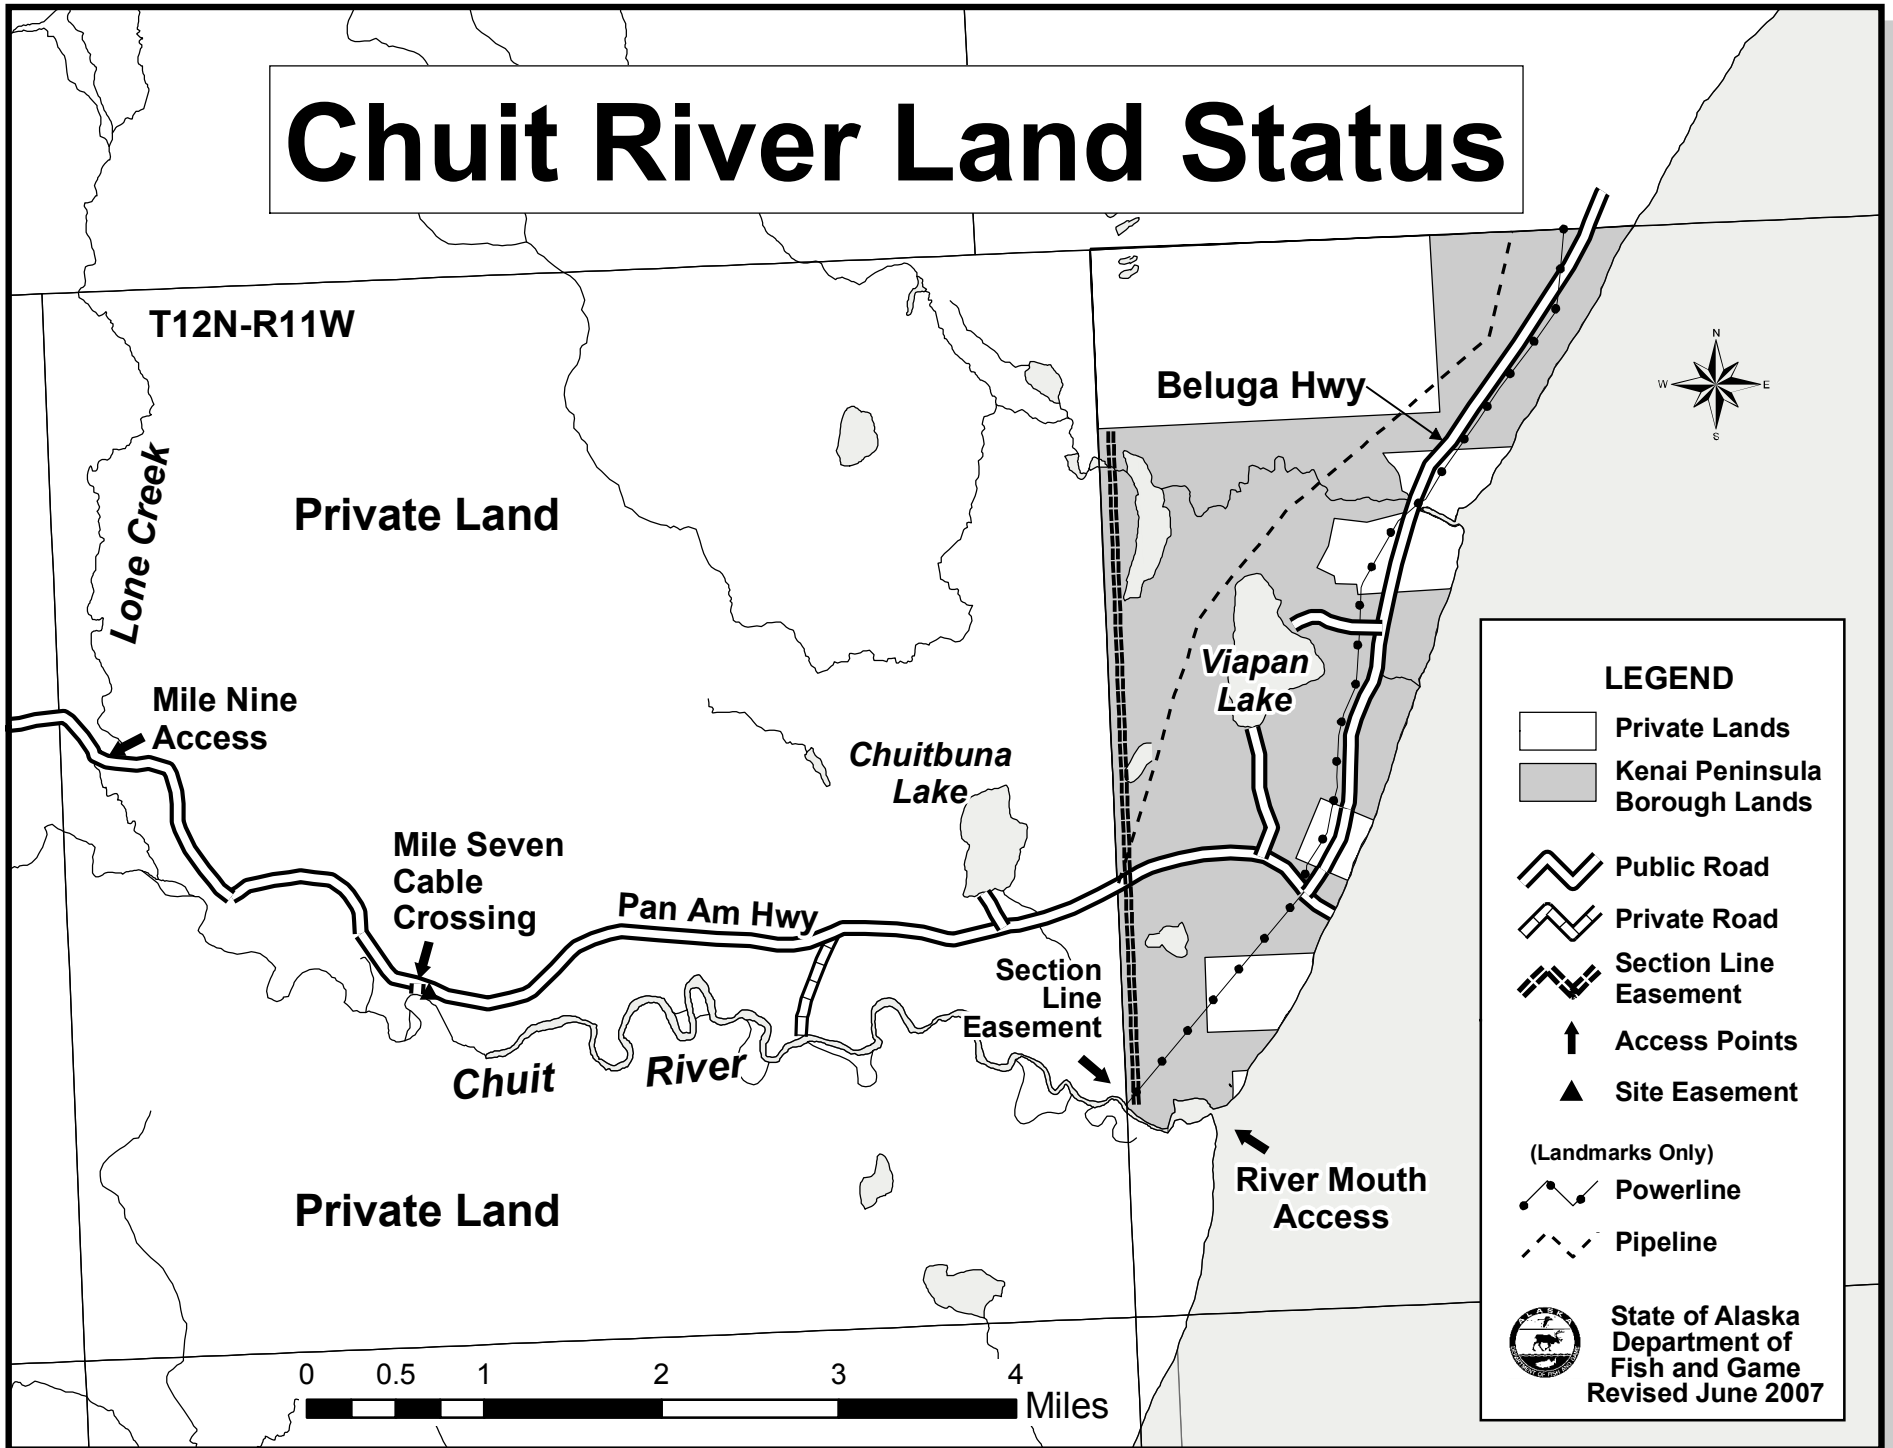 Chuit River Land Status
T12N-R11W
N
W
E
S
Beluga Hwy
Lone Creek
Private Land
Mile Nine
Access
Viapan
Lake
Chuitbuna
Lake
Mile Seven
Cable
Crossing
Pan Am Hwy
Section
Line
Easement
Chuit River
River Mouth
Access
Private Land
0 0.5 1 2 3 4
Miles
LEGEND
Private Lands
Kenai Peninsula
Borough Lands
Public Road
Private Road
Section Line
Easement
Access Points
Site Easement
(Landmarks Only)
Powerline
Pipeline
ALASKA
State of Alaska
Department of
Fish and Game
Revised June 2007